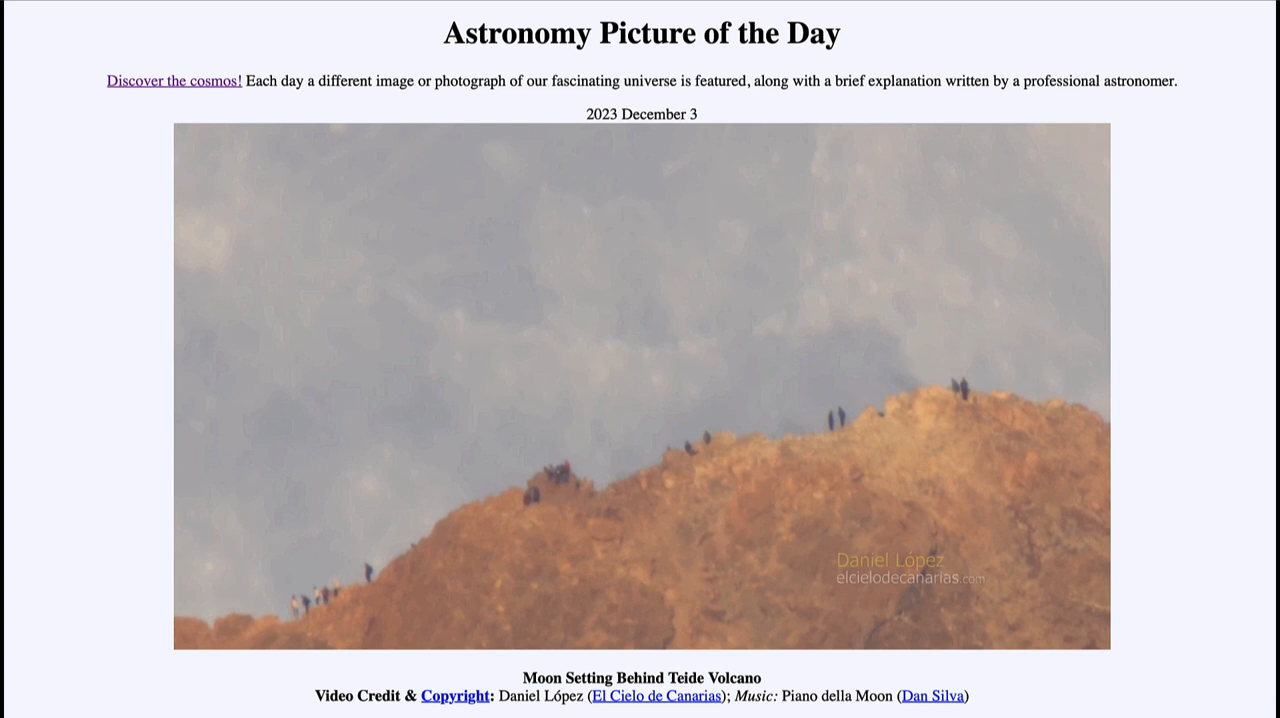 Astronomy Picture of the Day
Discover the cosmos! Each day a different image or photograph of our fascinating universe is featured, along with a brief explanation written by a professional astronomer.
2023 December 3
Daniel López
elcielodecanarias.com
Moon Setting Behind Teide Volcano
Video Credit & Copyright: Daniel López (El Cielo de Canarias); Music: Piano della Moon (Dan Silva)